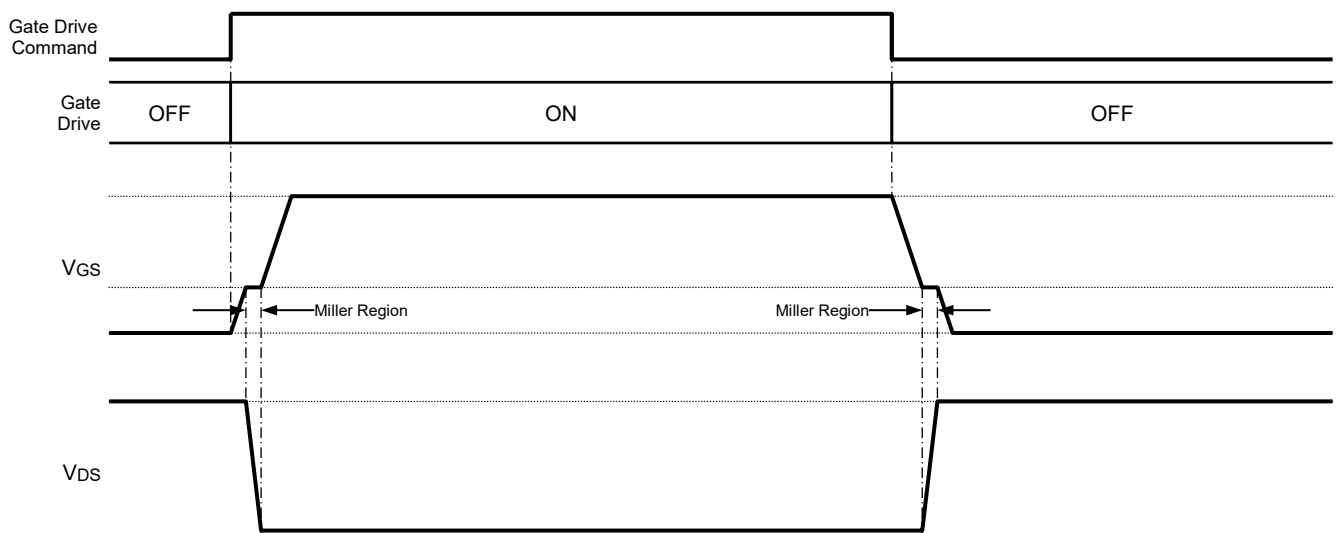 Gate Drive
Command
Gate
Drive
OFF
ON
OFF
VGS
Miller Region
Miller Region
VDS